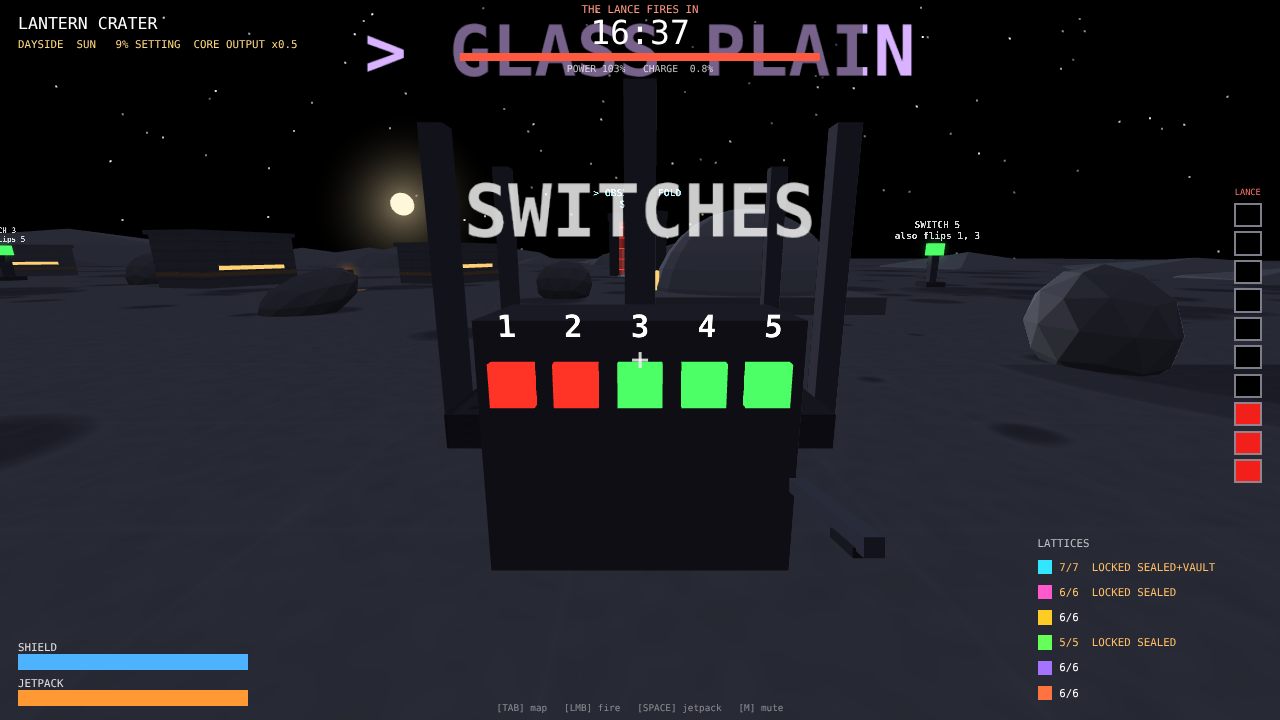 LANTERN CRATER
DAYSIDE SUN 9% SETTING CORE OUTPUT x0.5
THE LANCE FIRES IN
16:37
POWER 103% CHARGE 0.8%
> GLASS PLAIN
SWITCHES
SWITCH 5
also flips 1, 3
LANCE
1 2 3 4 5
LATTICES
7/7 LOCKED SEALED+VAULT
6/6 LOCKED SEALED
6/6
5/5 LOCKED SEALED
6/6
6/6
SHIELD
JETPACK
[TAB] map [LMB] fire [SPACE] jetpack [M] mute